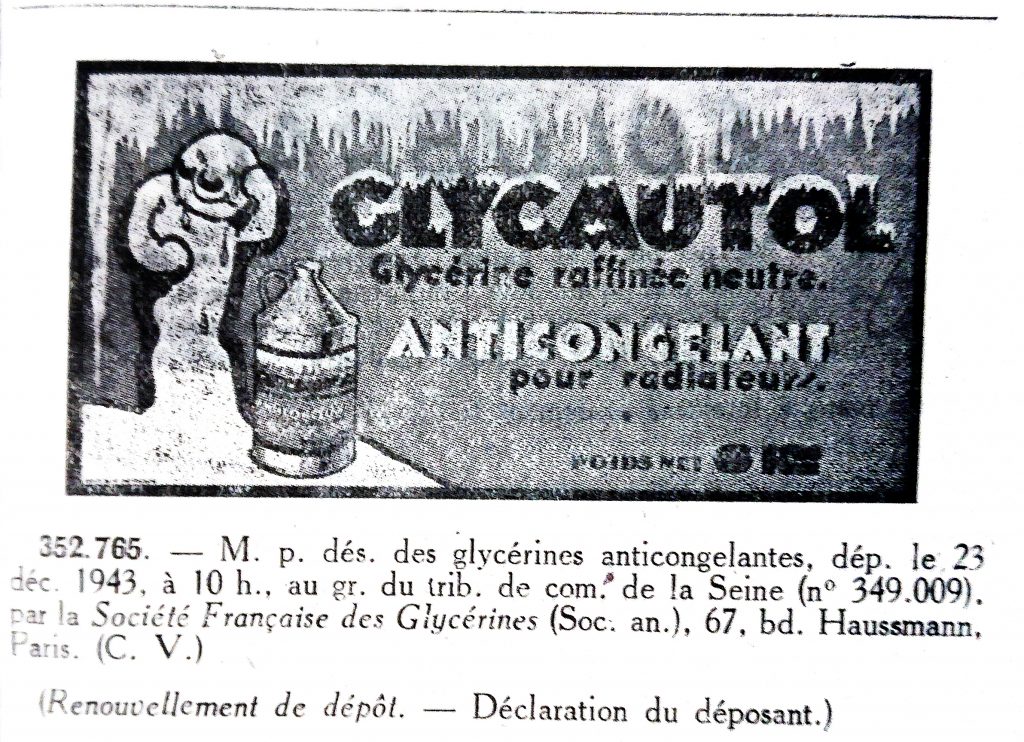 GLYCAUTOL
Glycérine raffinée neutre.
ANTICONGELANT
pour radiateurs.
POIDS NET
352.765. — M. p. dés. des glycérines anticongelantes, dép. le 23
déc. 1943, à 10 h., au gr. du trib. de com. de la Seine (nº 349.009),
par la Société Française des Glycérines (Soc. an.), 67, bd. Haussmann,
Paris. (C. V.)
(Renouvellement de dépôt. — Déclaration du déposant.)